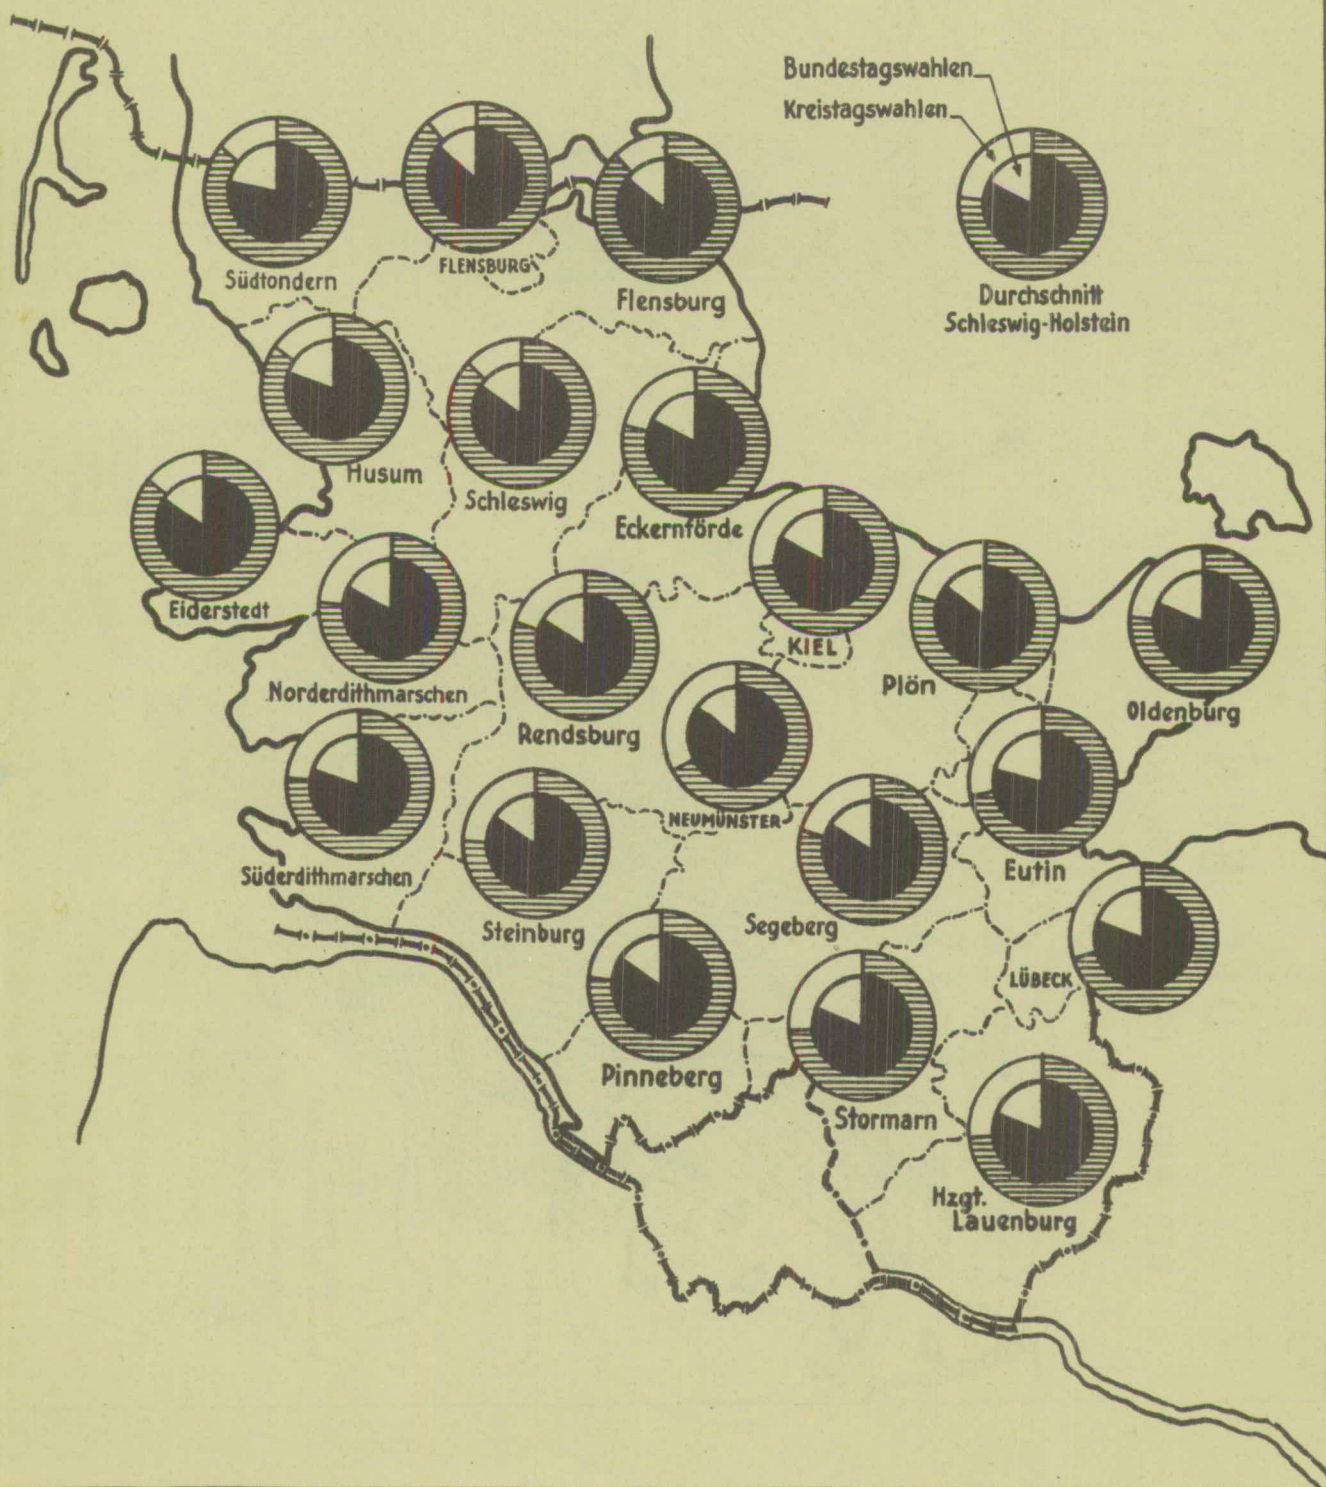 Bundestagswahlen
Kreistagswahlen
Durchschnitt
Schleswig-Holstein
Südtondern
FLENSBURG
Flensburg
Husum
Schleswig
Eckernförde
Eiderstedt
Norderdithmarschen
Rendsburg
KIEL
Plön
Oldenburg
Süderdithmarschen
Steinburg
NEUMÜNSTER
Segeberg
Eutin
LÜBECK
Pinneberg
Stormarn
Hzgt.
Lauenburg